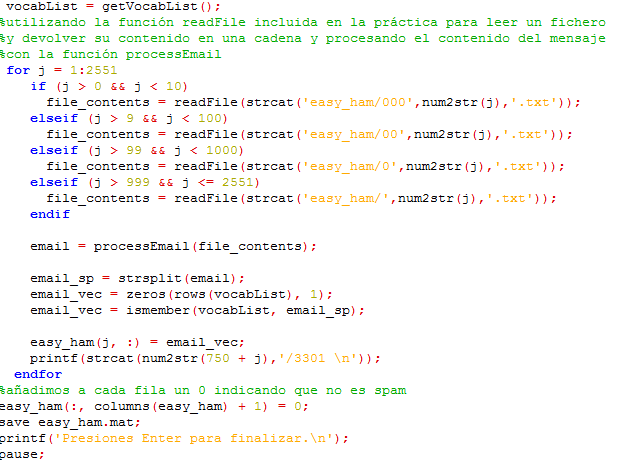 vocabList = getVocabList();
%utilizando la función readFile incluida en la práctica para leer un fichero
%y devolver su contenido en una cadena y procesando el contenido del mensaje
%con la función processEmail
for j = 1:2551
if (j > 0 && j < 10)
file_contents = readFile(strcat('easy_ham/000',num2str(j),'.txt'));
elseif (j > 9 && j < 100)
file_contents = readFile(strcat('easy_ham/00',num2str(j),'.txt'));
elseif (j > 99 && j < 1000)
file_contents = readFile(strcat('easy_ham/0',num2str(j),'.txt'));
elseif (j > 999 && j <= 2551)
file_contents = readFile(strcat('easy_ham/',num2str(j),'.txt'));
endif
email = processEmail(file_contents);
email_sp = strsplit(email);
email_vec = zeros(rows(vocabList), 1);
email_vec = ismember(vocabList, email_sp);
easy_ham(j, :) = email_vec;
printf(strcat(num2str(750 + j),'/3301 \n'));
endfor
%añadimos a cada fila un 0 indicando que no es spam
easy_ham(:, columns(easy_ham) + 1) = 0;
save easy_ham.mat;
printf('Presiones Enter para finalizar.\n');
pause;